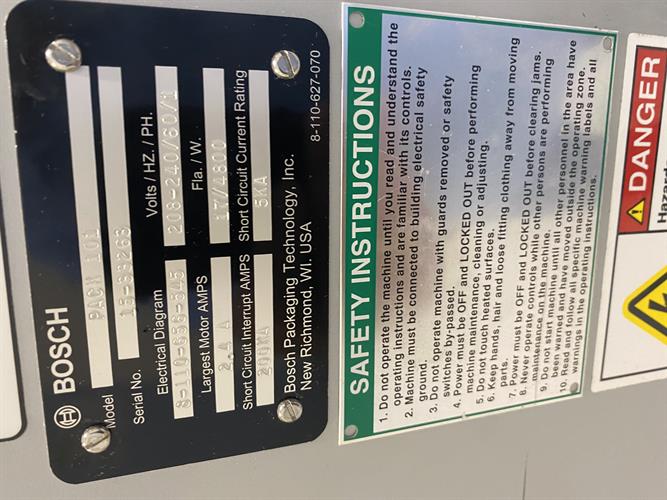 BOSCH
Model
PACK 101
Serial No.
15-S3263
Electrical Diagram
8-110-656-545
Volts / HZ. / PH.
208-240/60/1
Largest Motor AMPS
2.4 A
Fla. / W.
17/4800
Short Circuit Interrupt AMPS
200KA
Short Circuit Current Rating
5KA
Bosch Packaging Technology, Inc.
New Richmond, WI. USA
8-110-627-070
SAFETY INSTRUCTIONS
1. Do not operate the machine until you read and understand the
operating instructions and are familiar with its controls.
2. Machine must be connected to building electrical safety
ground.
3. Do not operate machine with guards removed or safety
switches by-passed.
4. Power must be OFF and LOCKED OUT before performing
machine maintenance, cleaning or adjusting.
5. Do not touch heated surfaces.
6. Keep hands, hair and loose fitting clothing away from moving
parts.
7. Power must be OFF and LOCKED OUT before clearing jams.
8. Never operate controls while other persons are performing
maintenance on the machine.
9. Do not start machine until all other personnel in the area have
been warned and have moved outside the operating zone.
10. Read and follow all specific machine warning labels and all
warnings in the operating instructions.
DANGER